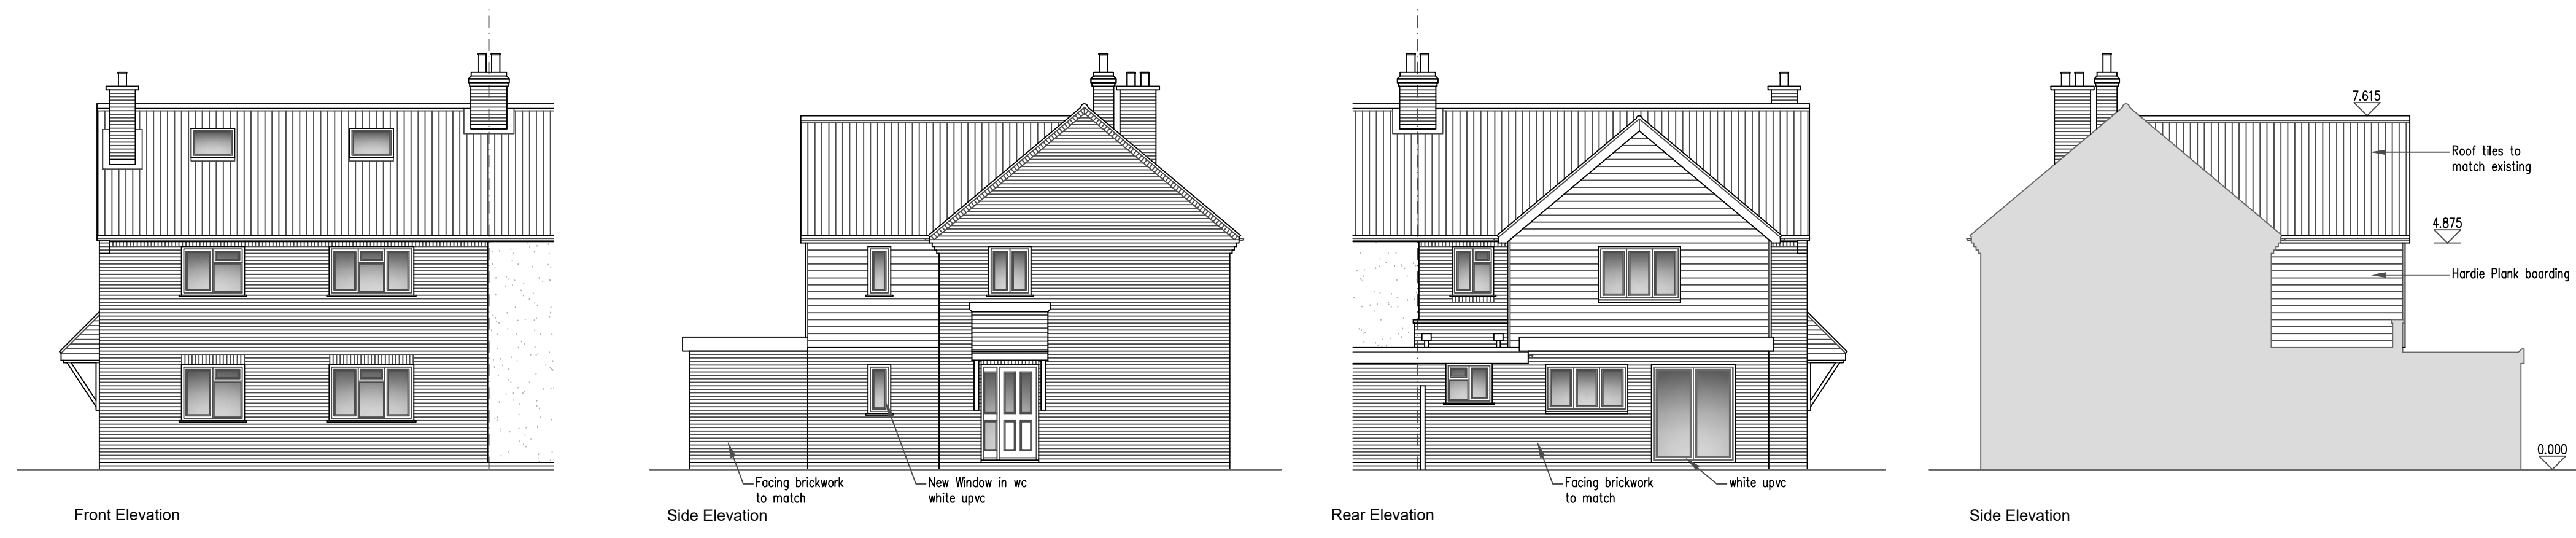 Facing brickwork
to match
New Window in wc
white upvc
Facing brickwork
to match
white upvc
7.615
Roof tiles to
match existing
4.875
Hardie Plank boarding
0.000
Front Elevation
Side Elevation
Rear Elevation
Side Elevation